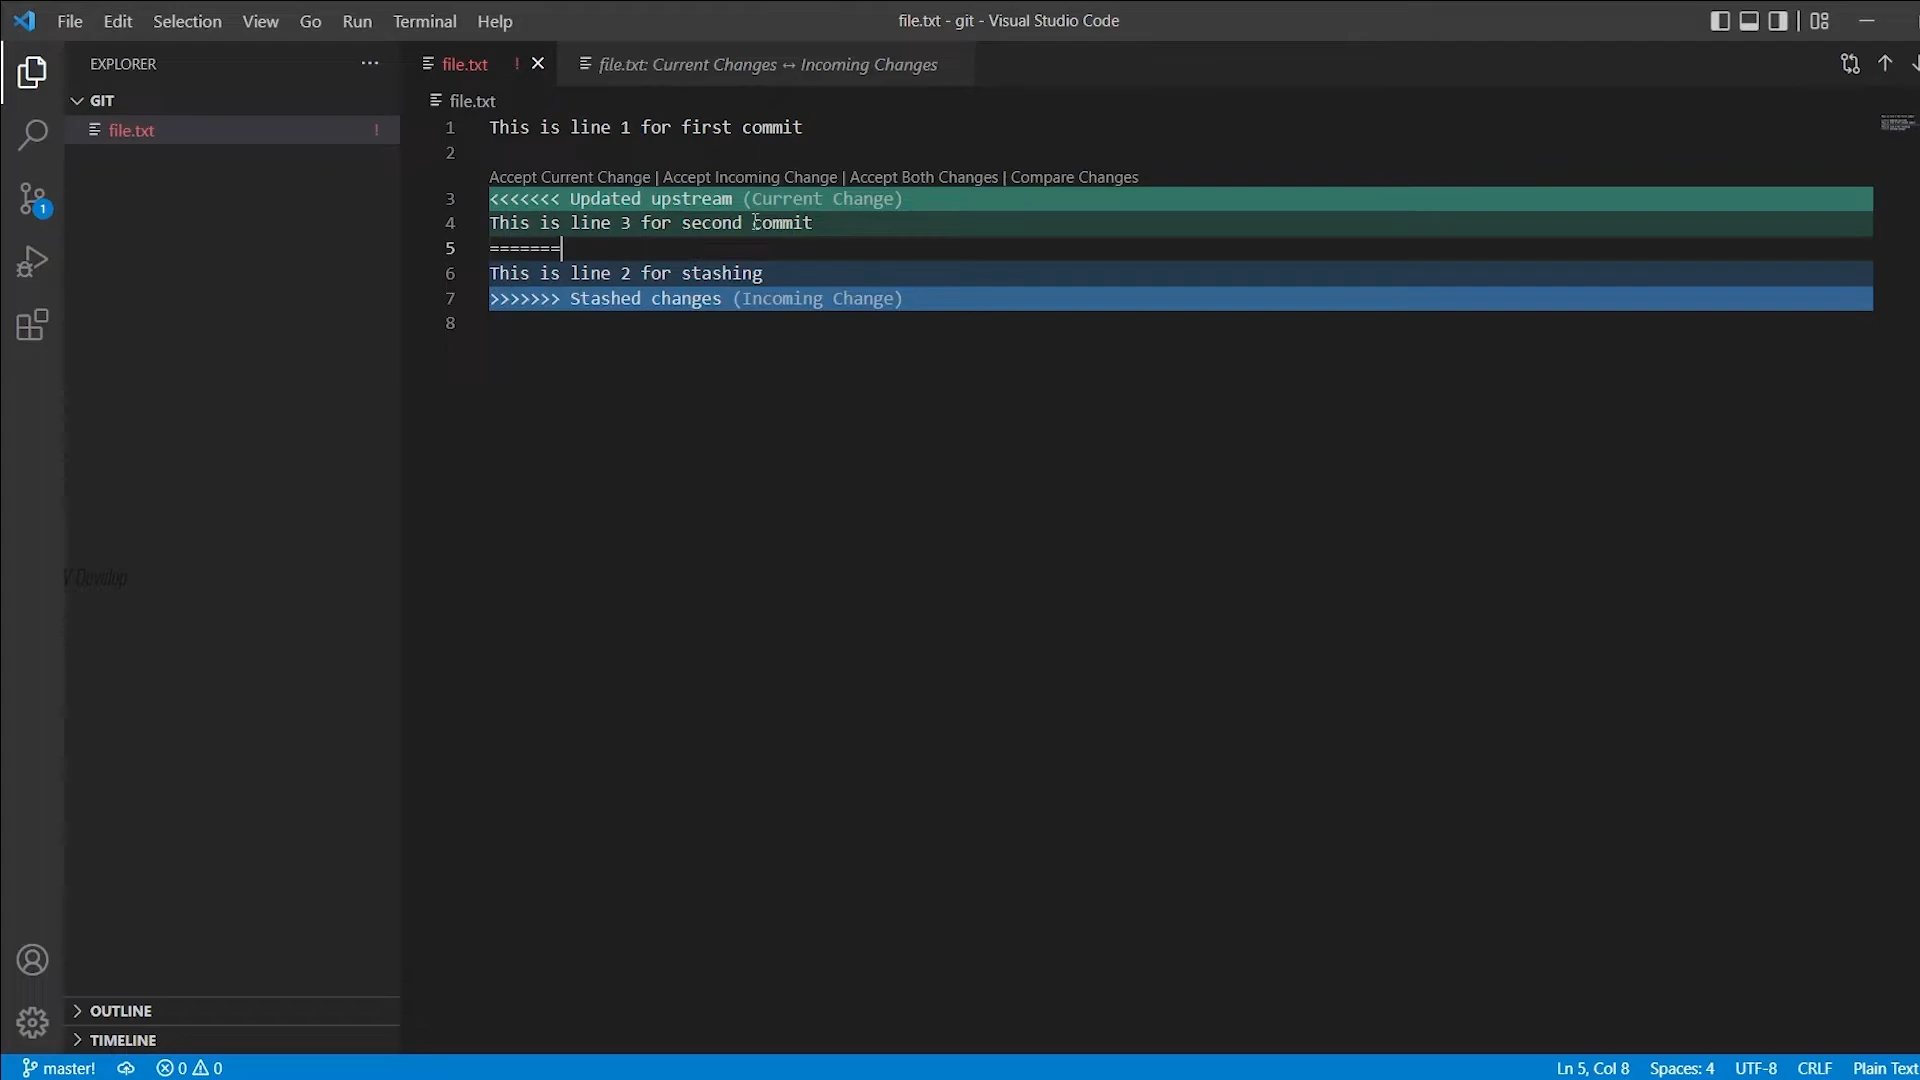 File Edit Selection View Go Run Terminal Help
file.txt - git - Visual Studio Code
EXPLORER
GIT
file.txt !
file.txt !
file.txt: Current Changes ↔ Incoming Changes
file.txt
1 This is line 1 for first commit
2
Accept Current Change | Accept Incoming Change | Accept Both Changes | Compare Changes
3 <<<<<<< Updated upstream (Current Change)
4 This is line 3 for second commit
5 =======
6 This is line 2 for stashing
7 >>>>>>> Stashed changes (Incoming Change)
8
1
Develop
OUTLINE
TIMELINE
master! 0 0
Ln 5, Col 8 Spaces: 4 UTF-8 CRLF Plain Text